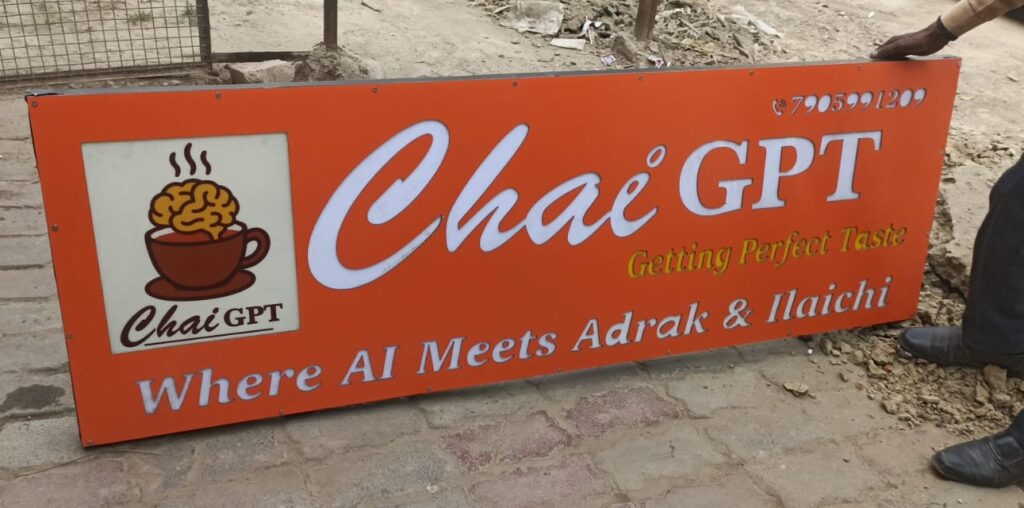 7905991209
Chai GPT
Getting Perfect Taste
Chai GPT
Where AI Meets Adrak & Ilaichi